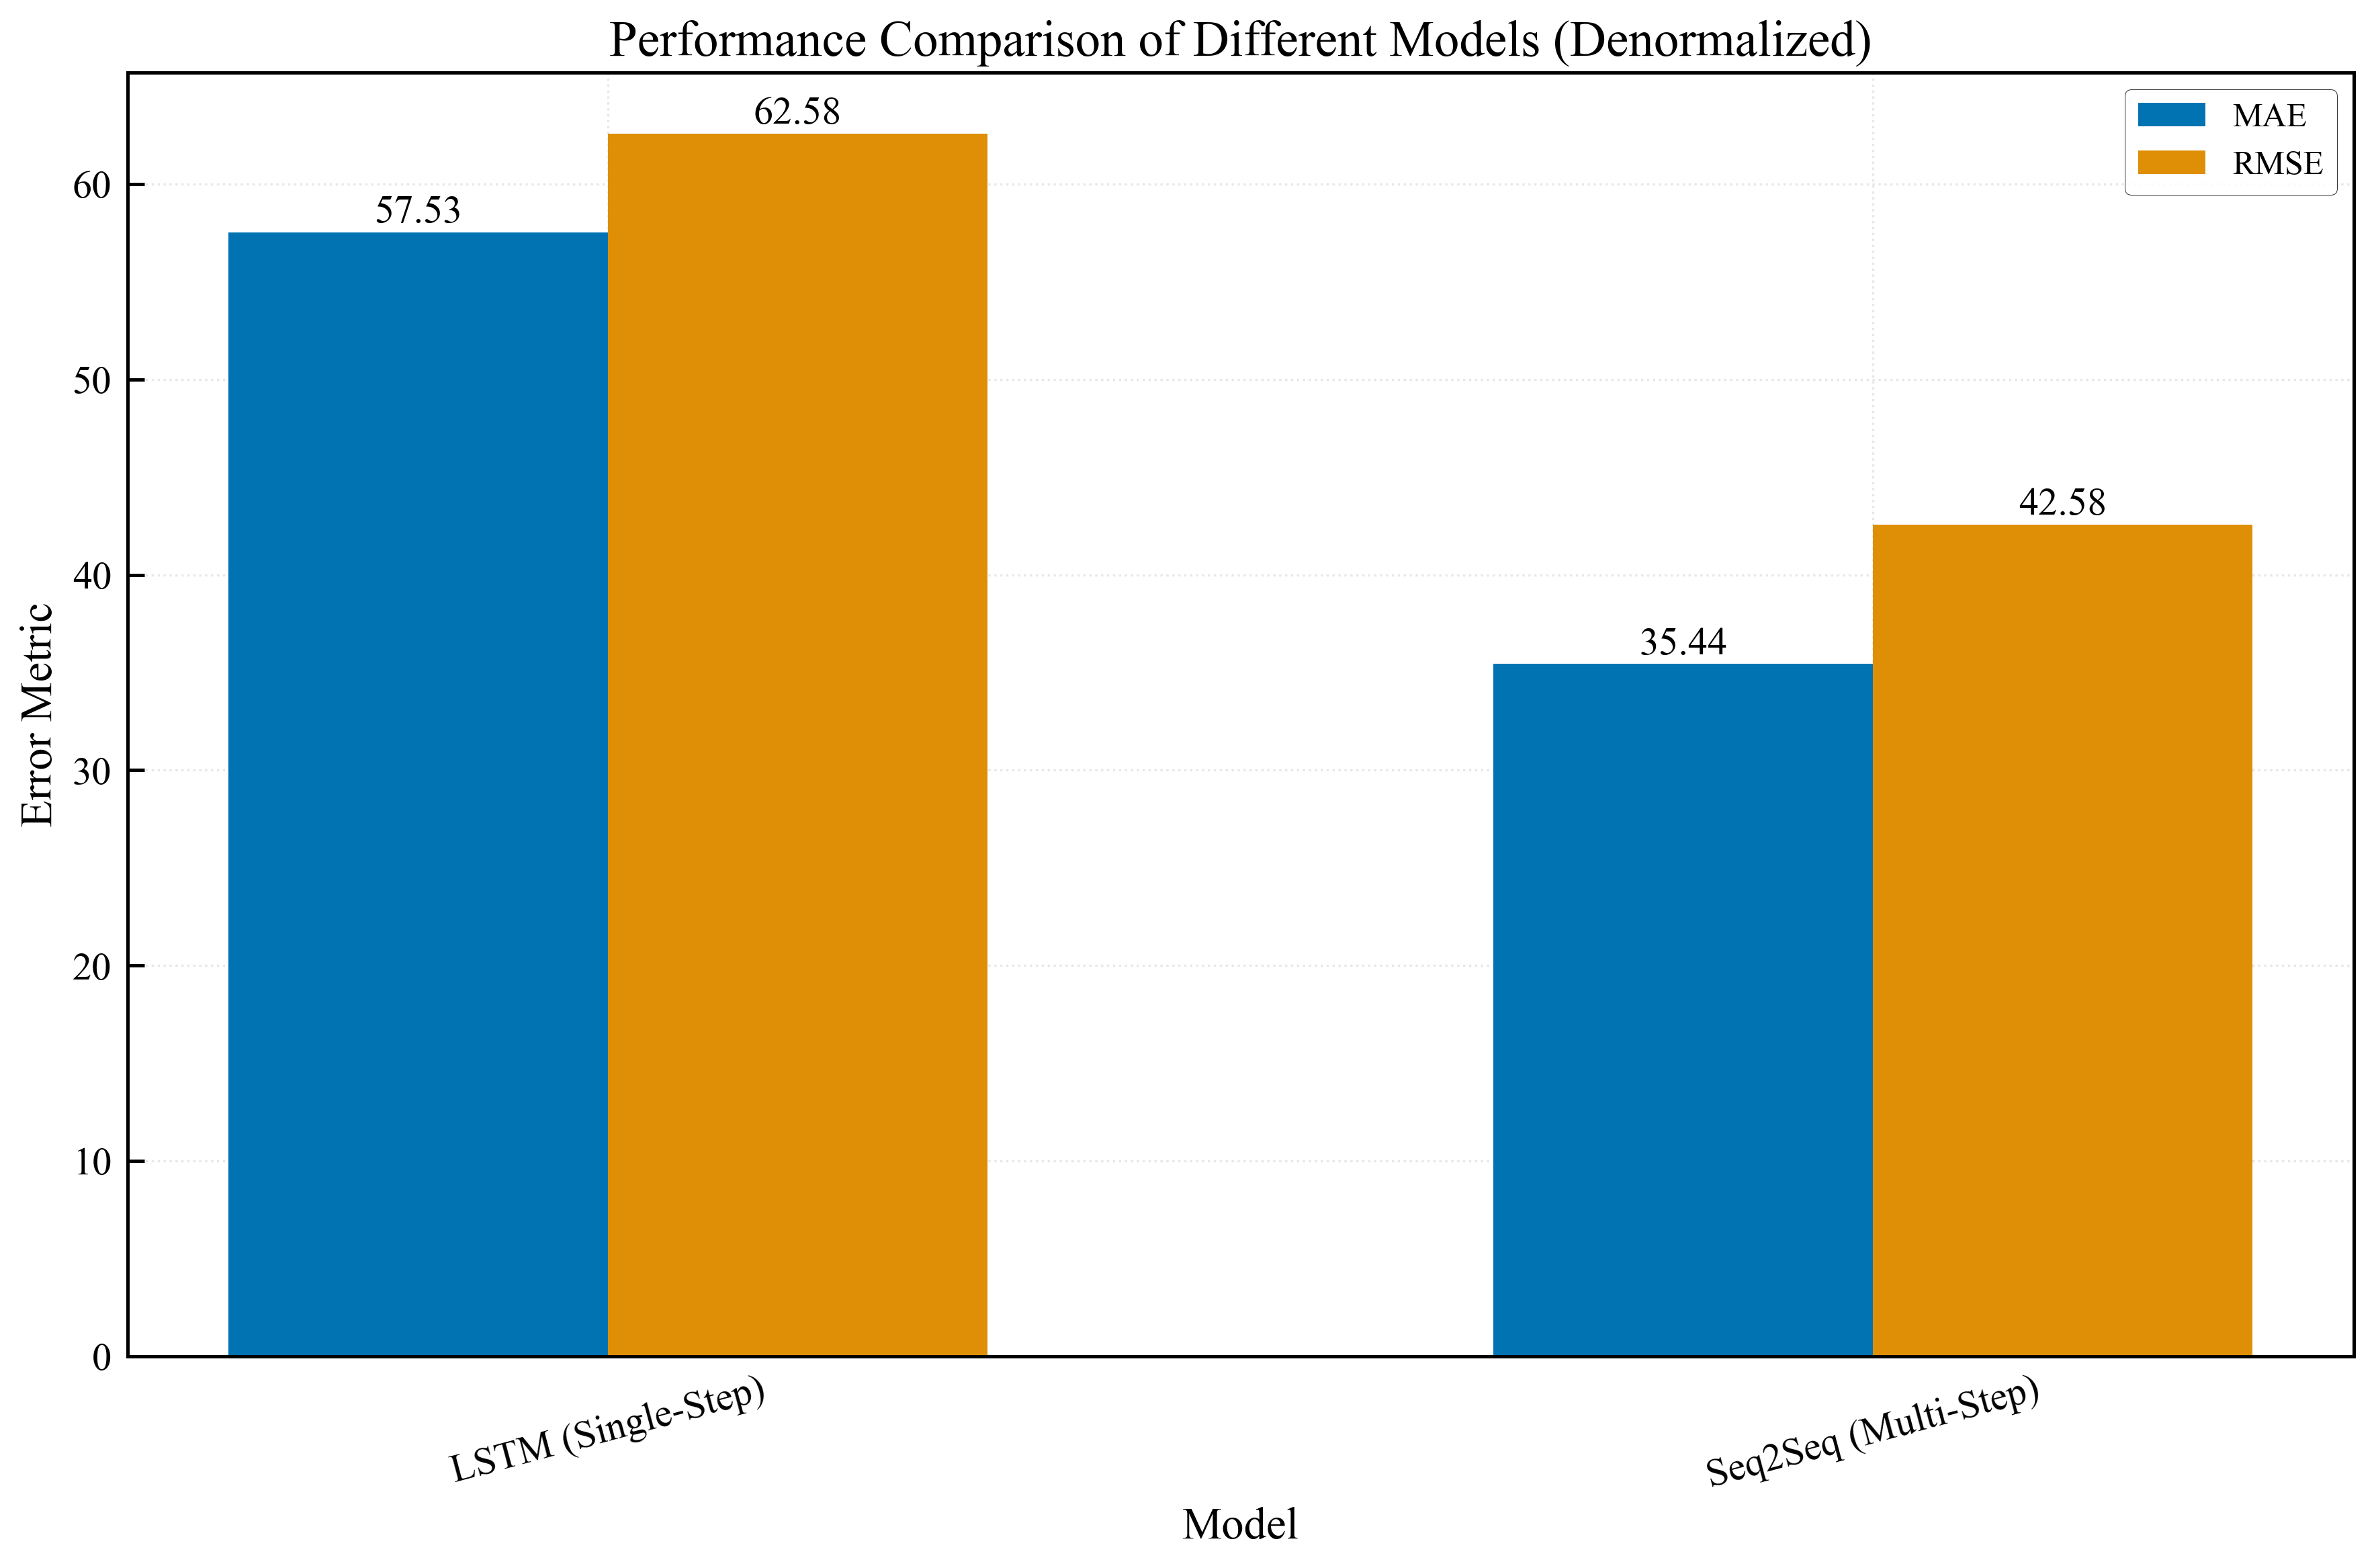 Performance Comparison of Different Models (Denormalized)
MAE
RMSE
62.58
57.53
42.58
35.44
Error Metric
60
50
40
30
20
10
0
LSTM (Single-Step)
Seq2Seq (Multi-Step)
Model